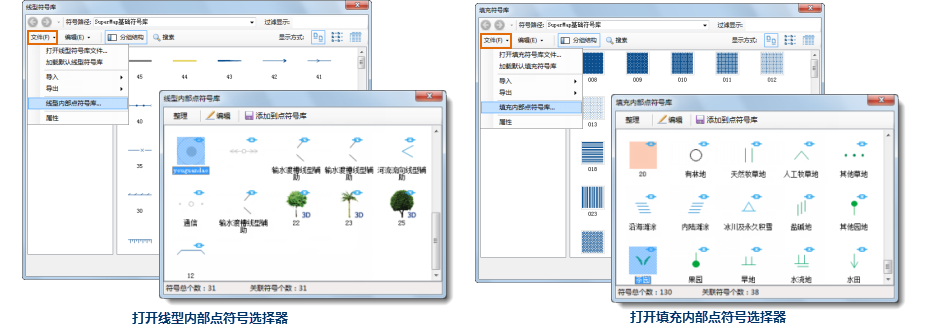 线型符号库
符号路径: SuperMap基础符号库
过滤显示:
文件(F)
编辑(E)
分组结构
搜索
显示方式:
打开线型符号库文件...
加载默认线型符号库
导入
导出
线型内部点符号库...
属性
45 44 43 42 41
40
35
30
线型内部点符号库
整理 编辑 添加到点符号库
youguandao 输水渡槽线型辅助 输水渡槽线型辅助 河流流向线型辅助
通信 输水渡槽线型辅助 22 23 25
3D 3D 3D
12
符号总个数：31 关联符号个数：31
打开线型内部点符号选择器
填充符号库
符号路径: SuperMap基础符号库
过滤显示:
文件(F)
编辑(E)
分组结构
搜索
显示方式:
打开填充符号库文件...
加载默认填充符号库
导入
导出
填充内部点符号库...
属性
008 009 010 011 012
013
018
023
填充内部点符号库
整理 编辑 添加到点符号库
20 有林地 天然牧草地 人工牧草地 其他草地
沿海滩涂 内陆滩涂 冰川及永久积雪 盐碱地 其他园地
茶园 果园 旱地 水浇地 水田
符号总个数：130 关联符号个数：38
打开填充内部点符号选择器